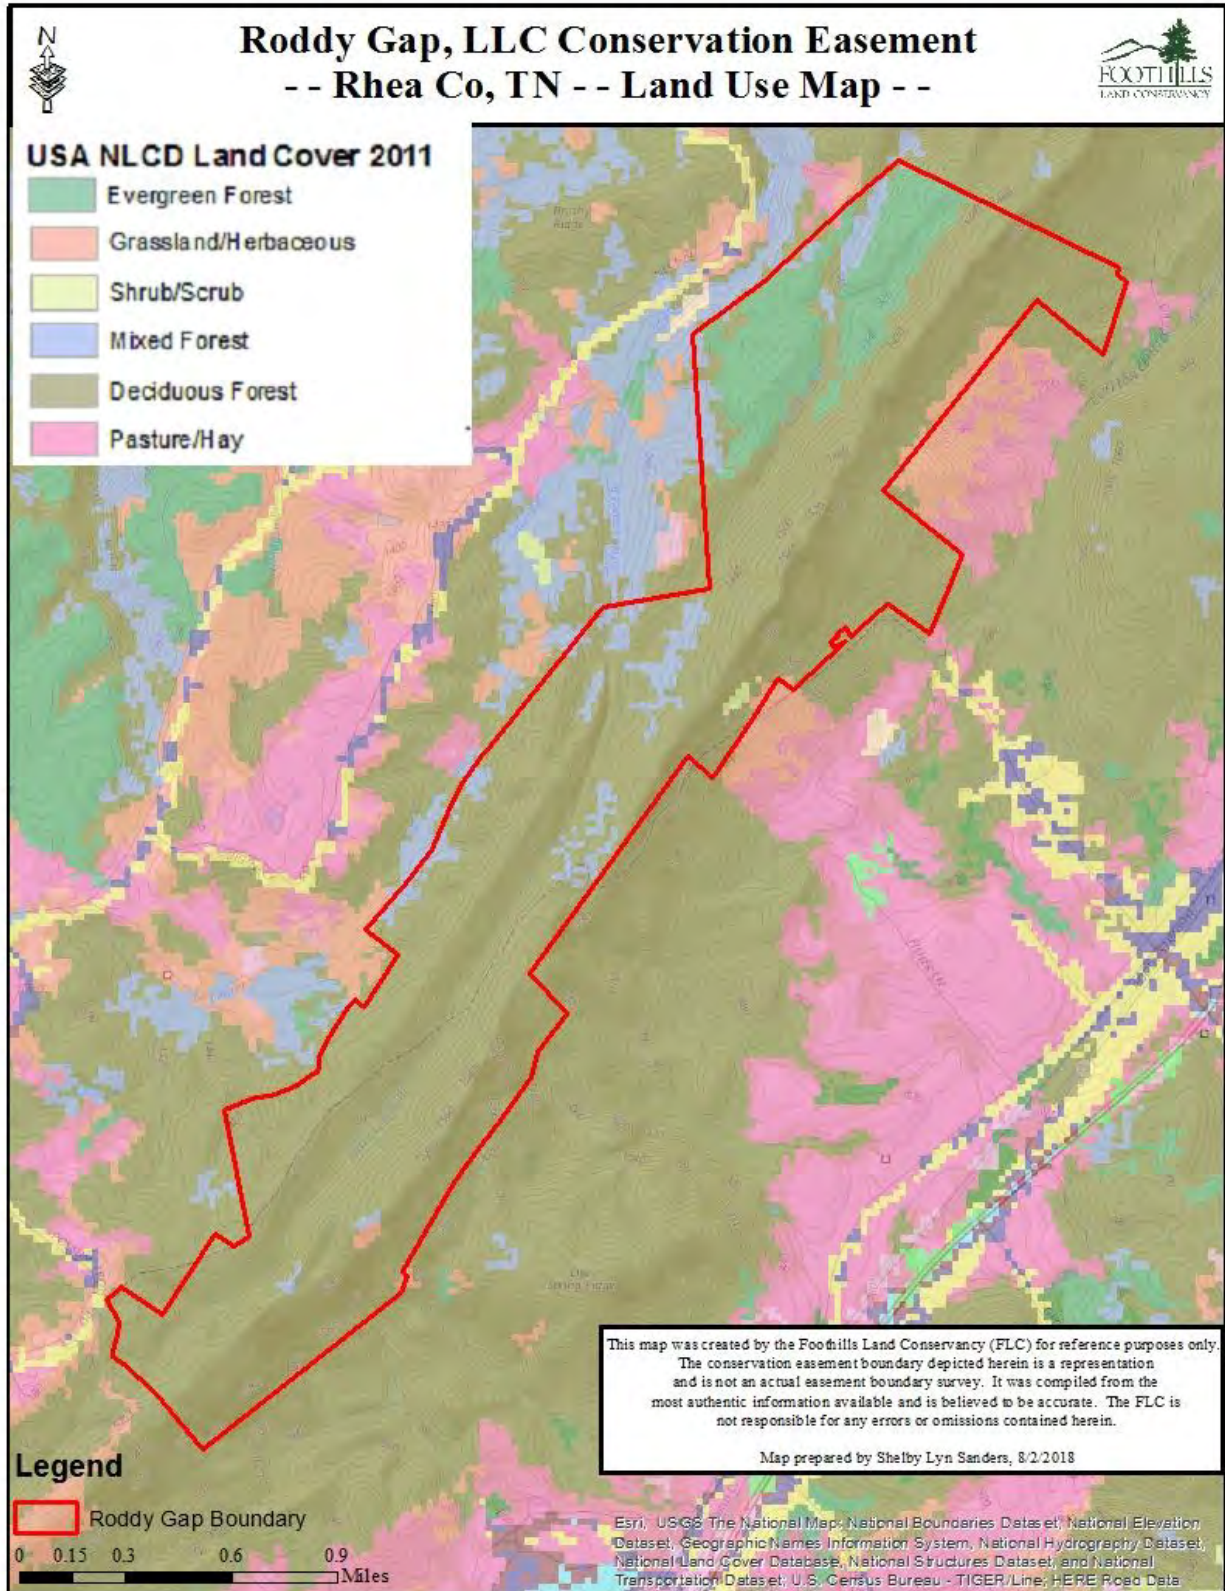 N
Roddy Gap, LLC Conservation Easement
- - Rhea Co, TN - - Land Use Map - -
FOOTHILLS
LAND CONSERVANCY
USA NLCD Land Cover 2011
Evergreen Forest
Grassland/Herbaceous
Shrub/Scrub
Mixed Forest
Deciduous Forest
Pasture/Hay
This map was created by the Foothills Land Conservancy (FLC) for reference purposes only.
The conservation easement boundary depicted herein is a representation
and is not an actual easement boundary survey. It was compiled from the
most authentic information available and is believed to be accurate. The FLC is
not responsible for any errors or omissions contained herein.
Map prepared by Shelby Lyn Sanders, 8/2/2018
Legend
Roddy Gap Boundary
0 0.15 0.3 0.6 0.9
Miles
Esri, USGS The National Map: National Boundaries Dataset, National Elevation
Dataset, Geographic Names Information System, National Hydrography Dataset,
National Land Cover Database, National Structures Dataset, and National
Transportation Dataset; U.S. Census Bureau - TIGER/Line; HERE Road Data